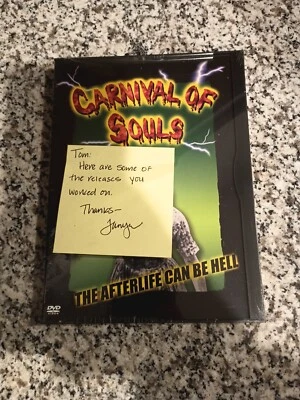 CARNIVAL OF
SOULS
Tom:
Here are some of
the releases you
worked on.
Thanks-
Tanya
THE AFTERLIFE CAN BE HELL
DVD